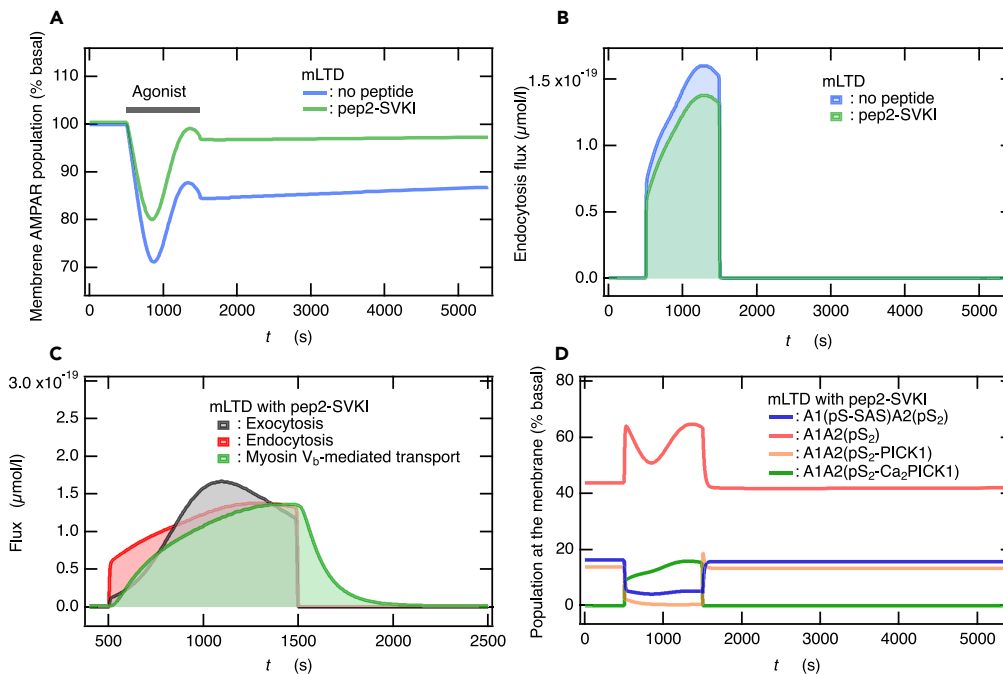 A
Membrene AMPAR population (% basal)
110
100
90
80
70
Agonist
mLTD
: no peptide
: pep2-SVKI
0
1000
2000
3000
4000
5000
t (s)
B
Endocytosis flux (µmol/l)
1.5 x10⁻¹⁹
1.0
0.5
0.0
mLTD
: no peptide
: pep2-SVKI
0
1000
2000
3000
4000
5000
t (s)
C
Flux (µmol/l)
3.0 x10⁻¹⁹
2.5
2.0
1.5
1.0
0.5
0.0
mLTD with pep2-SVKI
: Exocytosis
: Endocytosis
: Myosin V_b-mediated transport
500
1000
1500
2000
2500
t (s)
D
Population at the menbrene (% basal)
80
60
40
20
0
mLTD with pep2-SVKI
: A1(pS-SAS)A2(pS₂)
: A1A2(pS₂)
: A1A2(pS₂-PICK1)
: A1A2(pS₂-Ca₂PICK1)
0
1000
2000
3000
4000
5000
t (s)